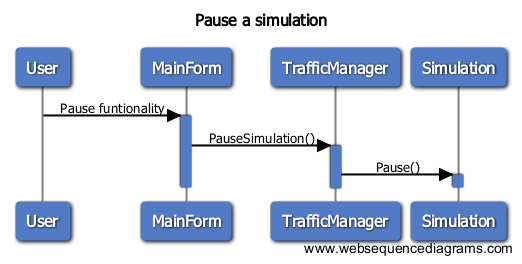 Pause a simulation
User
MainForm
TrafficManager
Simulation
Pause funtionality
PauseSimulation()
Pause()
User
MainForm
TrafficManager
Simulation
www.websequencediagrams.com